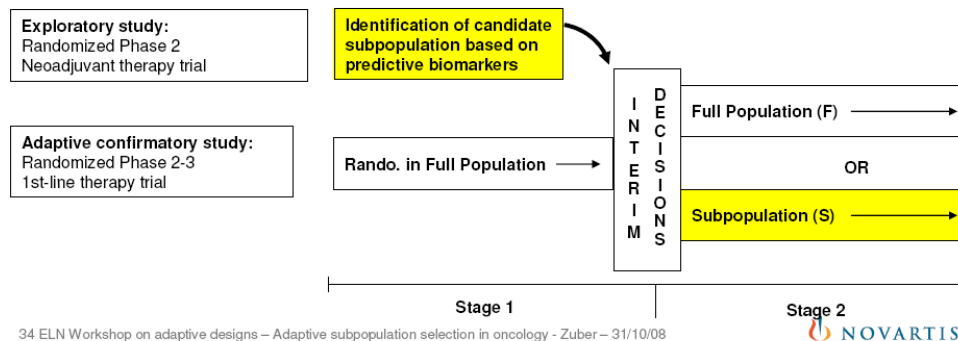 Exploratory study:
Randomized Phase 2
Neoadjuvant therapy trial
Identification of candidate
subpopulation based on
predictive biomarkers
Adaptive confirmatory study:
Randomized Phase 2-3
1st-line therapy trial
Rando. in Full Population
INTERIM
DECISIONS
Full Population (F)
OR
Subpopulation (S)
Stage 1
Stage 2
34 ELN Workshop on adaptive designs – Adaptive subpopulation selection in oncology - Zuber – 31/10/08
NOVARTIS